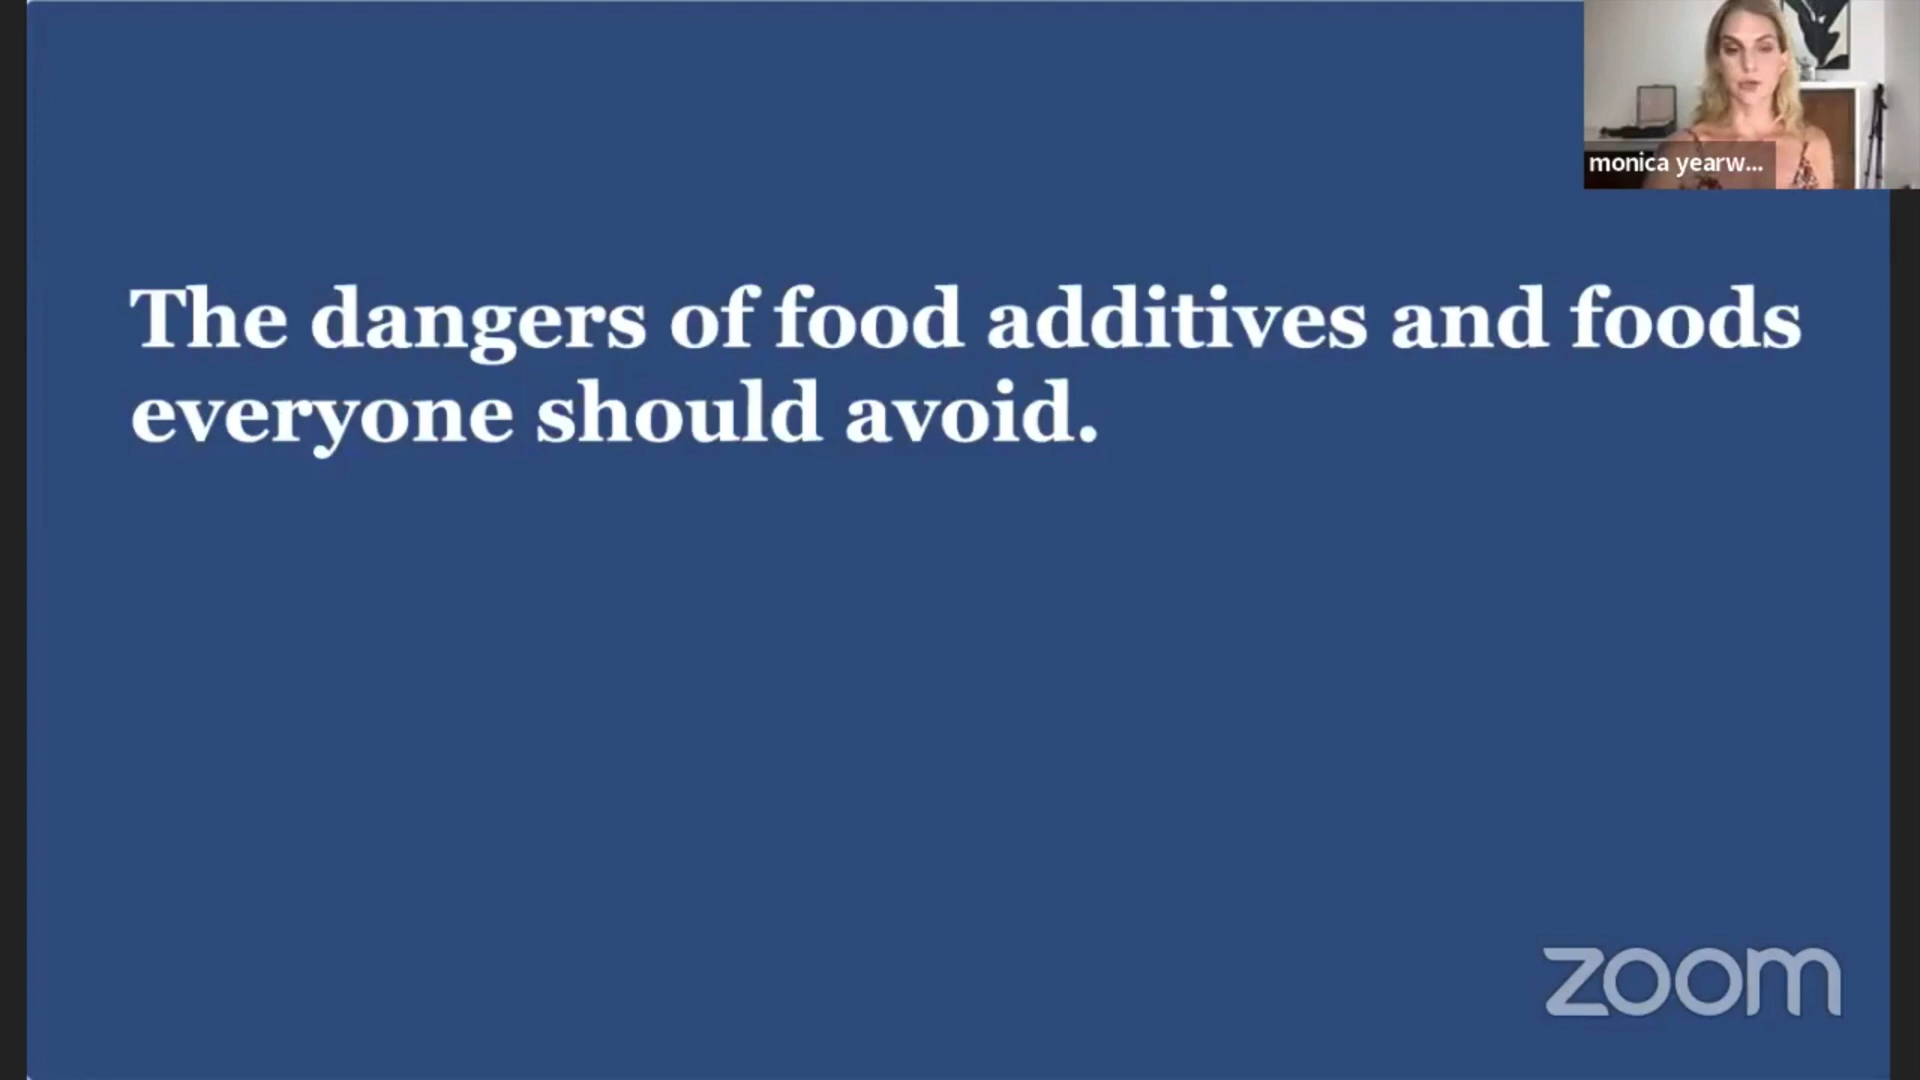 monica yearw...
The dangers of food additives and foods
everyone should avoid.
zoom